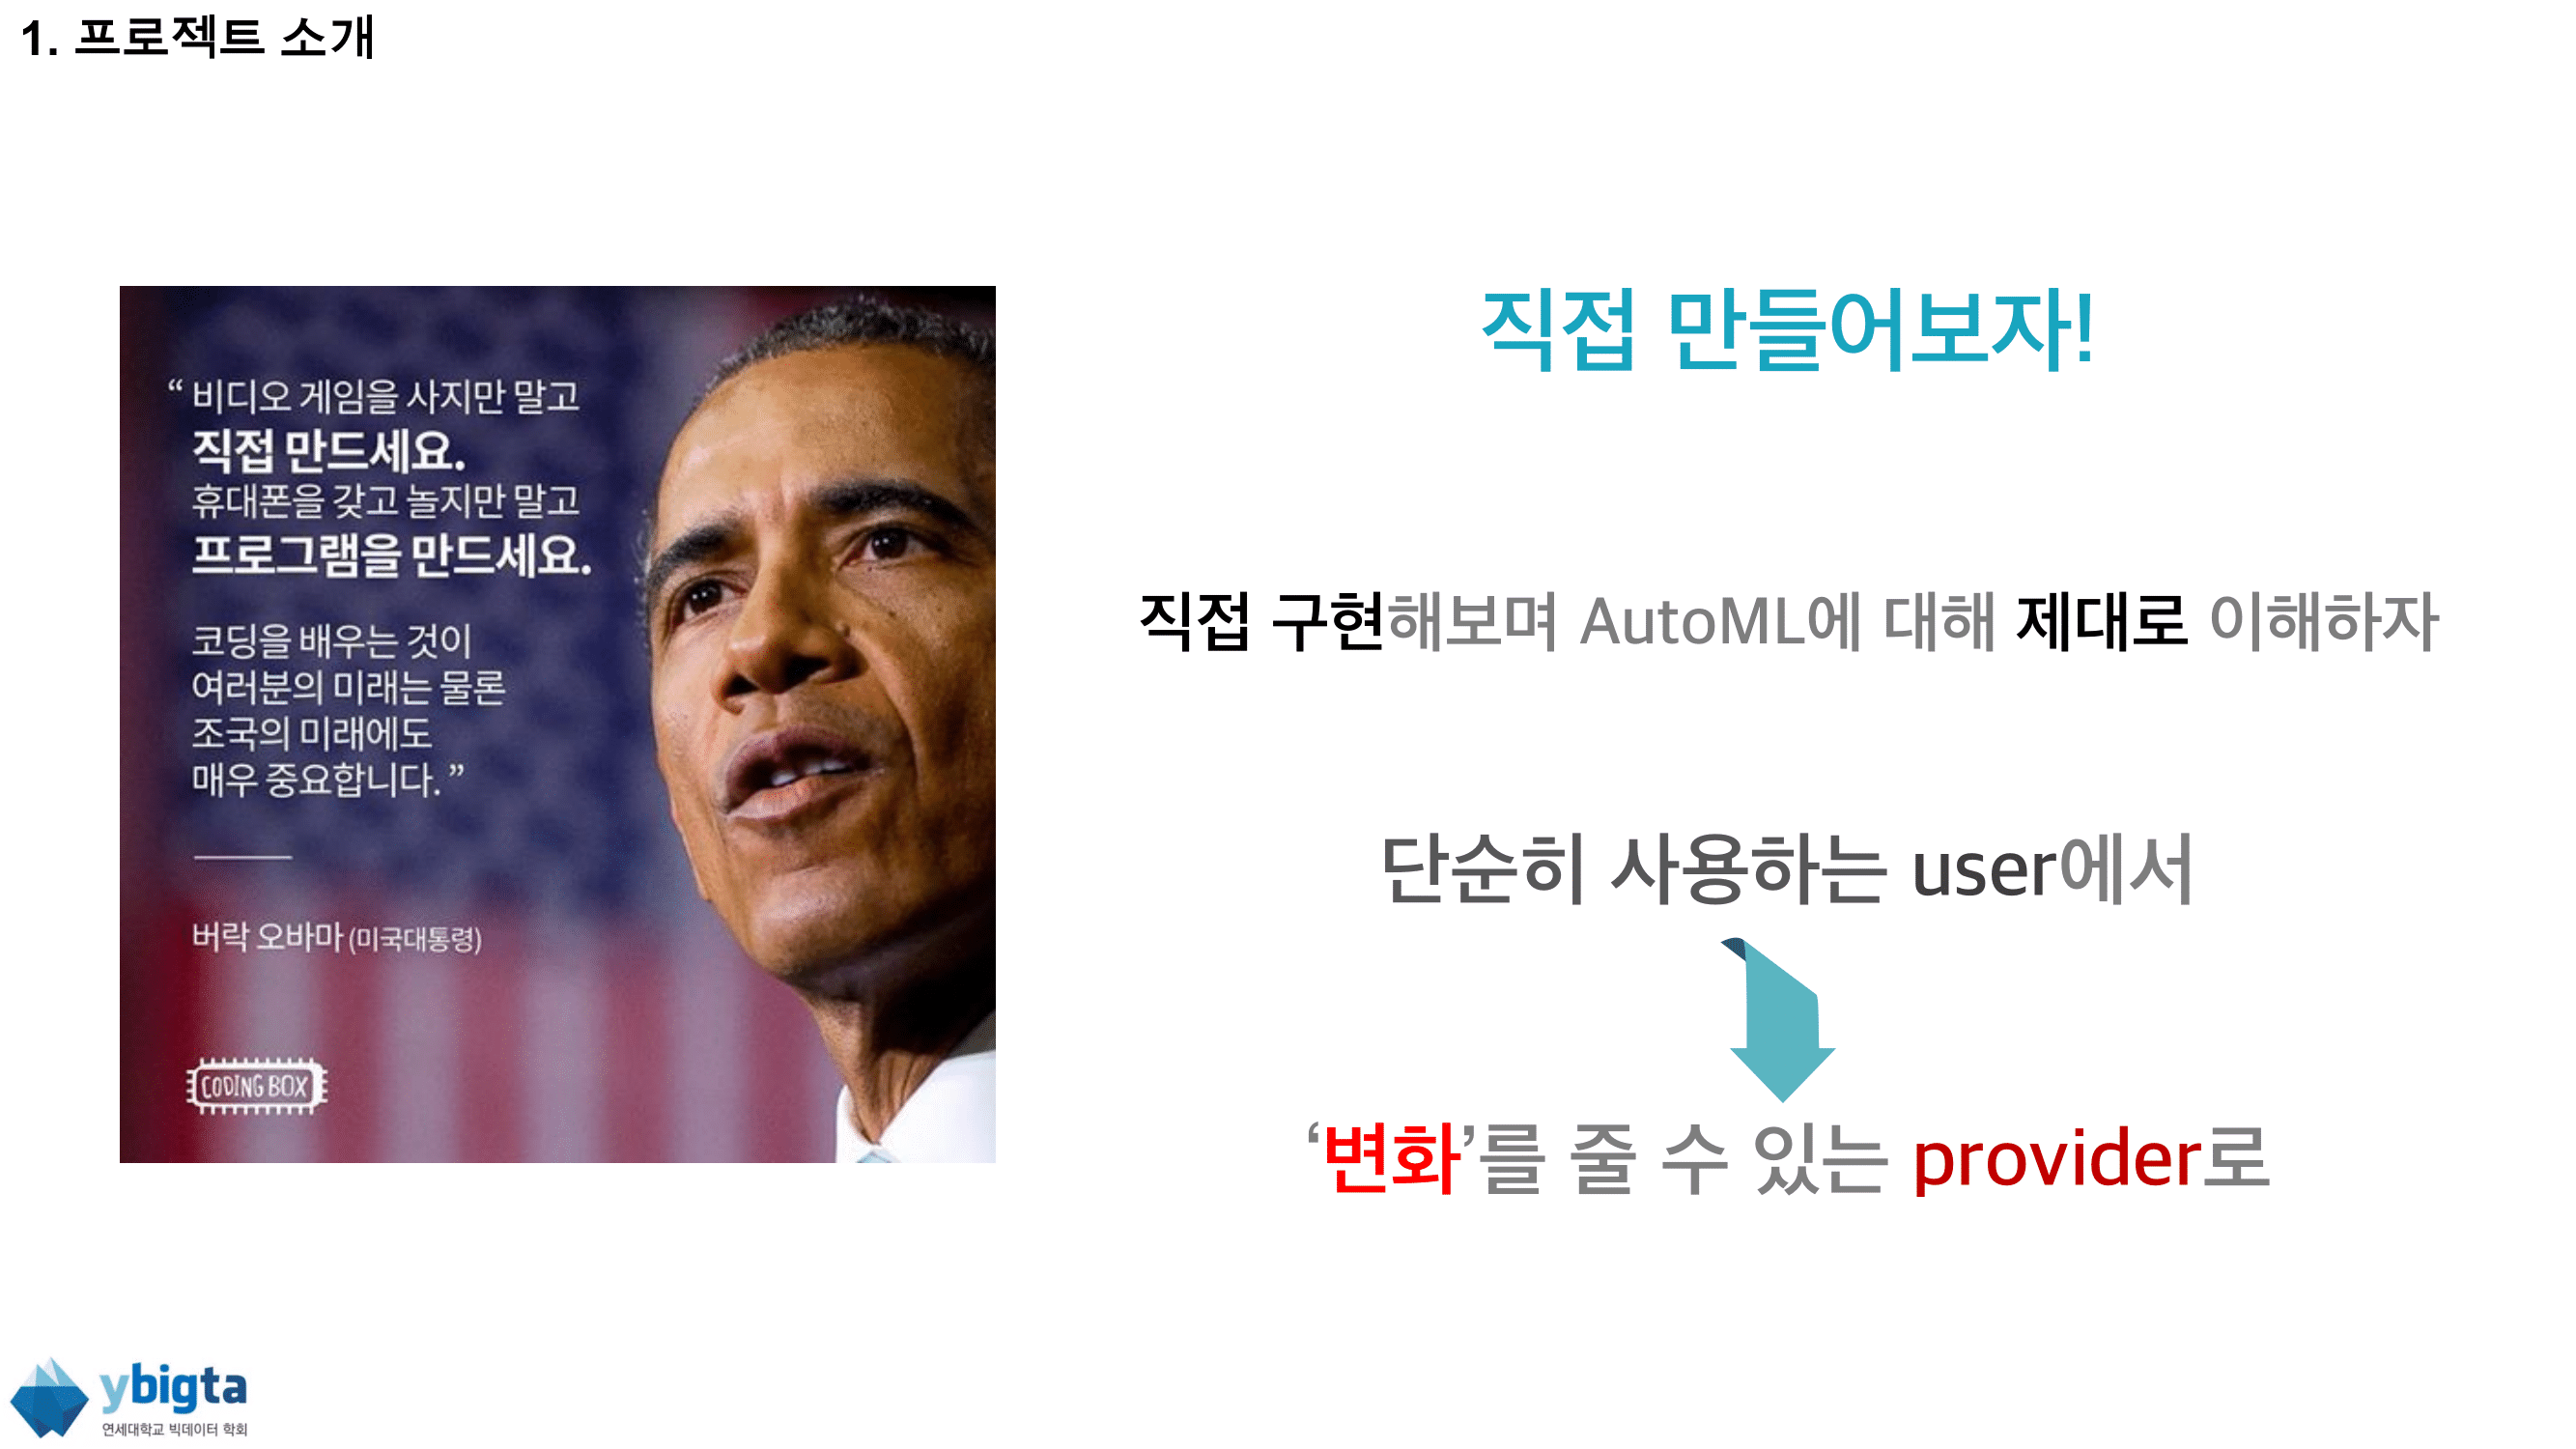 1. 프로젝트 소개
“ 비디오 게임을 사지만 말고
직접 만드세요.
휴대폰을 갖고 놀지만 말고
프로그램을 만드세요.
코딩을 배우는 것이
여러분의 미래는 물론
조국의 미래에도
매우 중요합니다. ”
버락 오바마 (미국대통령)
CODING BOX
직접 만들어보자!
직접 구현해보며 AutoML에 대해 제대로 이해하자
단순히 사용하는 user에서
‘변화’를 줄 수 있는 provider로
ybigta
연세대학교 빅데이터 학회